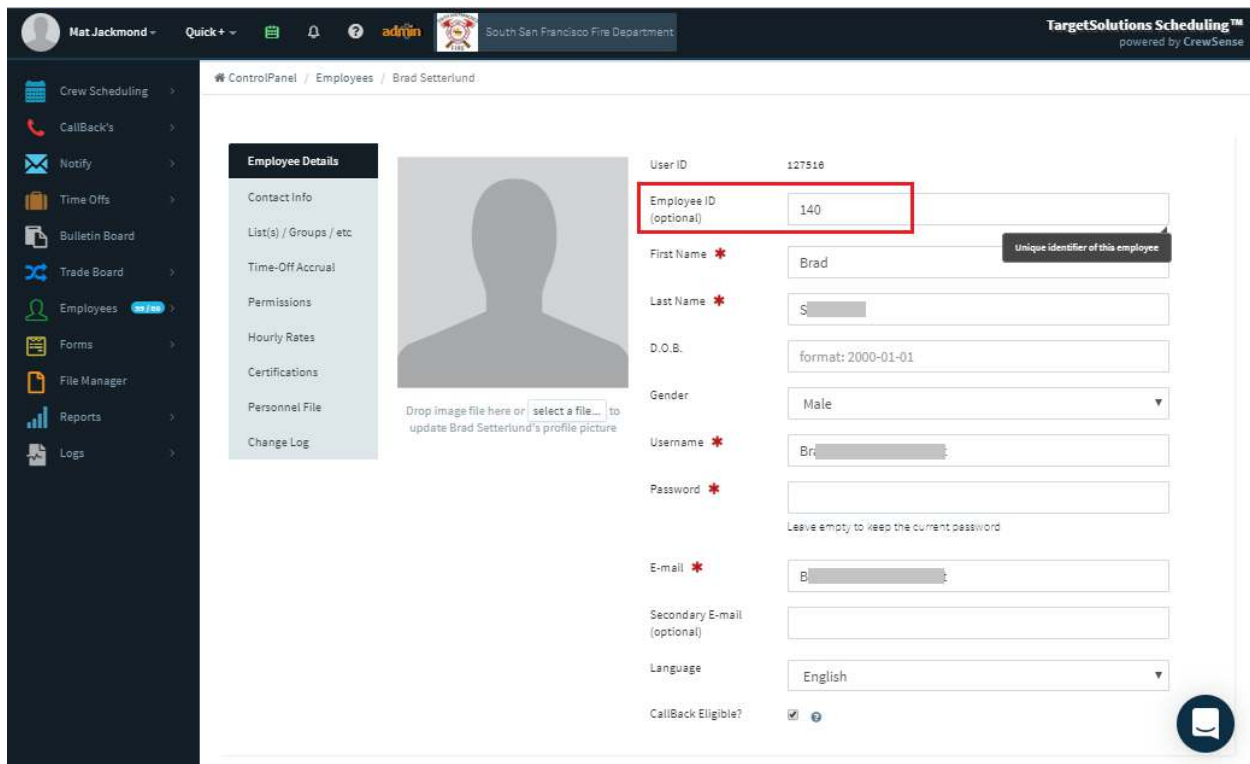 Mat Jackmond
Quick +
admin
South San Francisco Fire Department
TargetSolutions Scheduling™
powered by CrewSense
ControlPanel / Employees / Brad Setterlund
Crew Scheduling
CallBack's
Notify
Time Offs
Bulletin Board
Trade Board
Employees
Forms
File Manager
Reports
Logs
Employee Details
Contact Info
List(s) / Groups / etc
Time-Off Accrual
Permissions
Hourly Rates
Certifications
Personnel File
Change Log
Drop image file here or select a file... to
update Brad Setterlund's profile picture
User ID 127516
Employee ID
(optional)
140
Unique identifier of this employee
First Name * Brad
Last Name * S
D.O.B. format: 2000-01-01
Gender Male
Username * Bra
Password *
Leave empty to keep the current password
E-mail * B
Secondary E-mail
(optional)
Language English
CallBack Eligible?